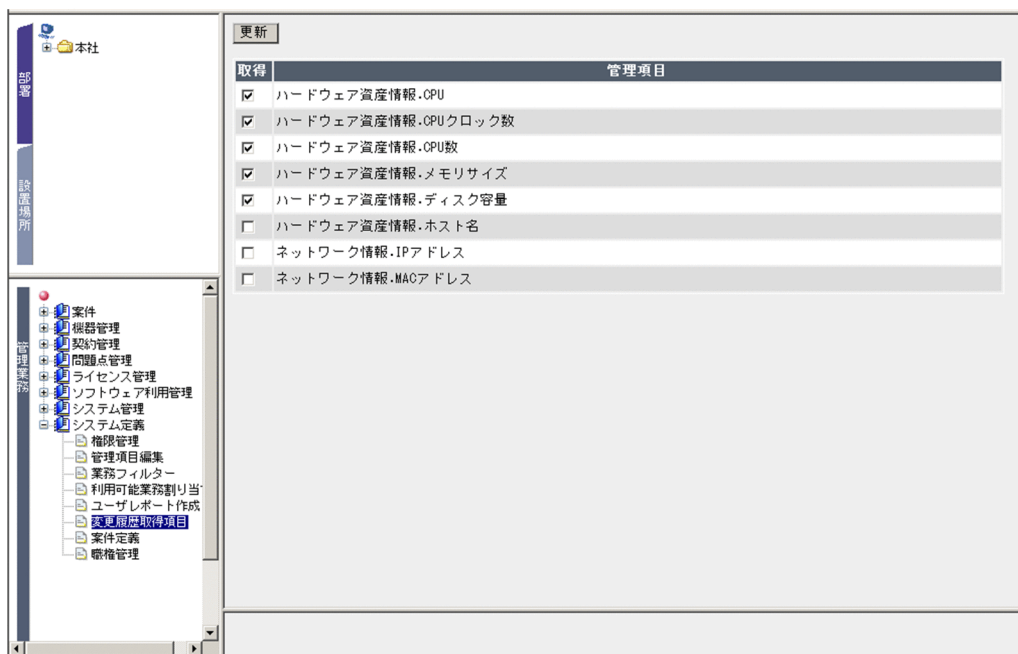 本社
部署
設置場所
管理業務
案件
機器管理
契約管理
問題点管理
ライセンス管理
ソフトウェア利用管理
システム管理
システム定義
権限管理
管理項目編集
業務フィルター
利用可能業務割り当
ユーザレポート作成
変更履歴取得項目
案件定義
職権管理
更新
取得 管理項目
ハードウェア資産情報.CPU
ハードウェア資産情報.CPUクロック数
ハードウェア資産情報.CPU数
ハードウェア資産情報.メモリサイズ
ハードウェア資産情報.ディスク容量
ハードウェア資産情報.ホスト名
ネットワーク情報.IPアドレス
ネットワーク情報.MACアドレス